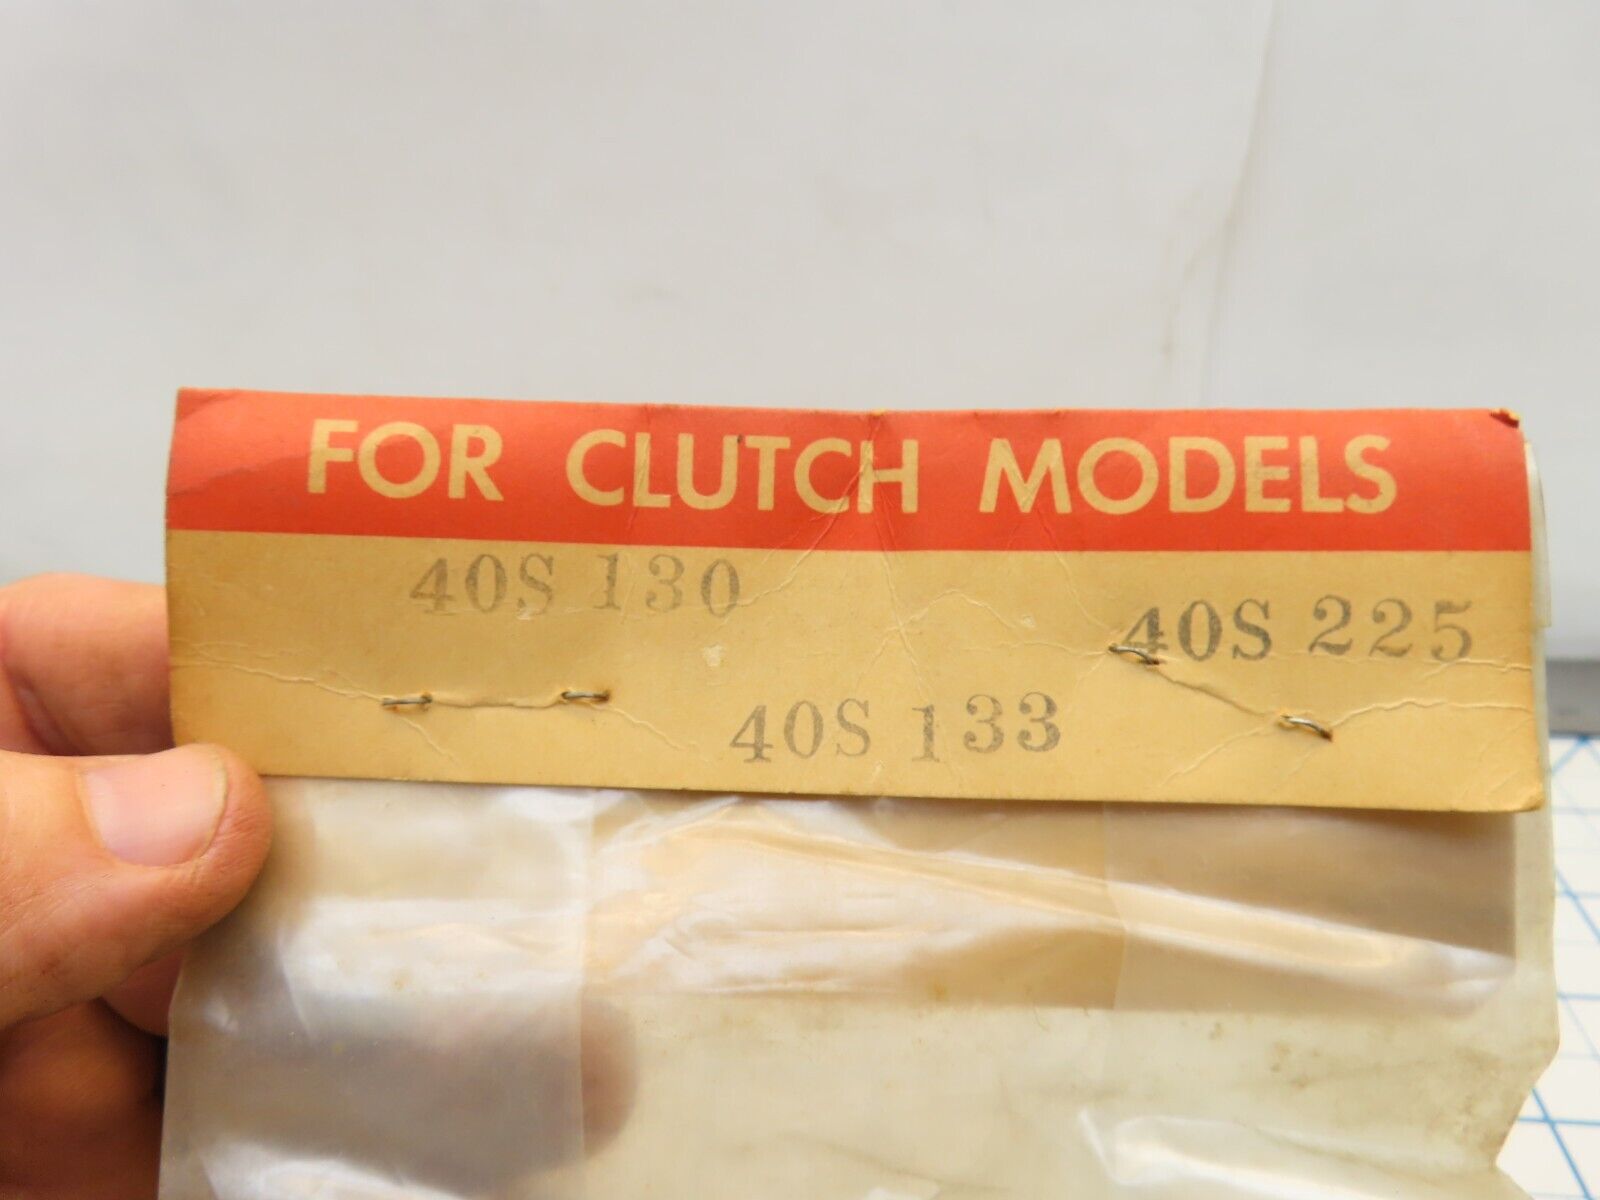 FOR CLUTCH MODELS
40S 130
40S 225
40S 133